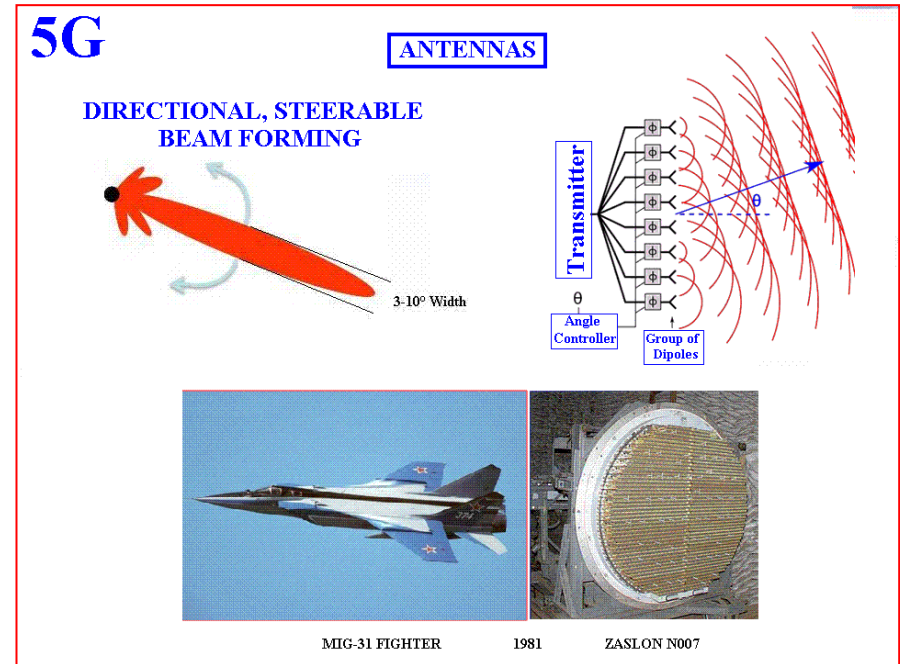 5G
ANTENNAS
DIRECTIONAL, STEERABLE
BEAM FORMING
3-10° Width
Transmitter
ϕ
ϕ
ϕ
ϕ
ϕ
ϕ
ϕ
ϕ
θ
θ
Angle
Controller
Group of
Dipoles
MIG-31 FIGHTER 1981 ZASLON N007